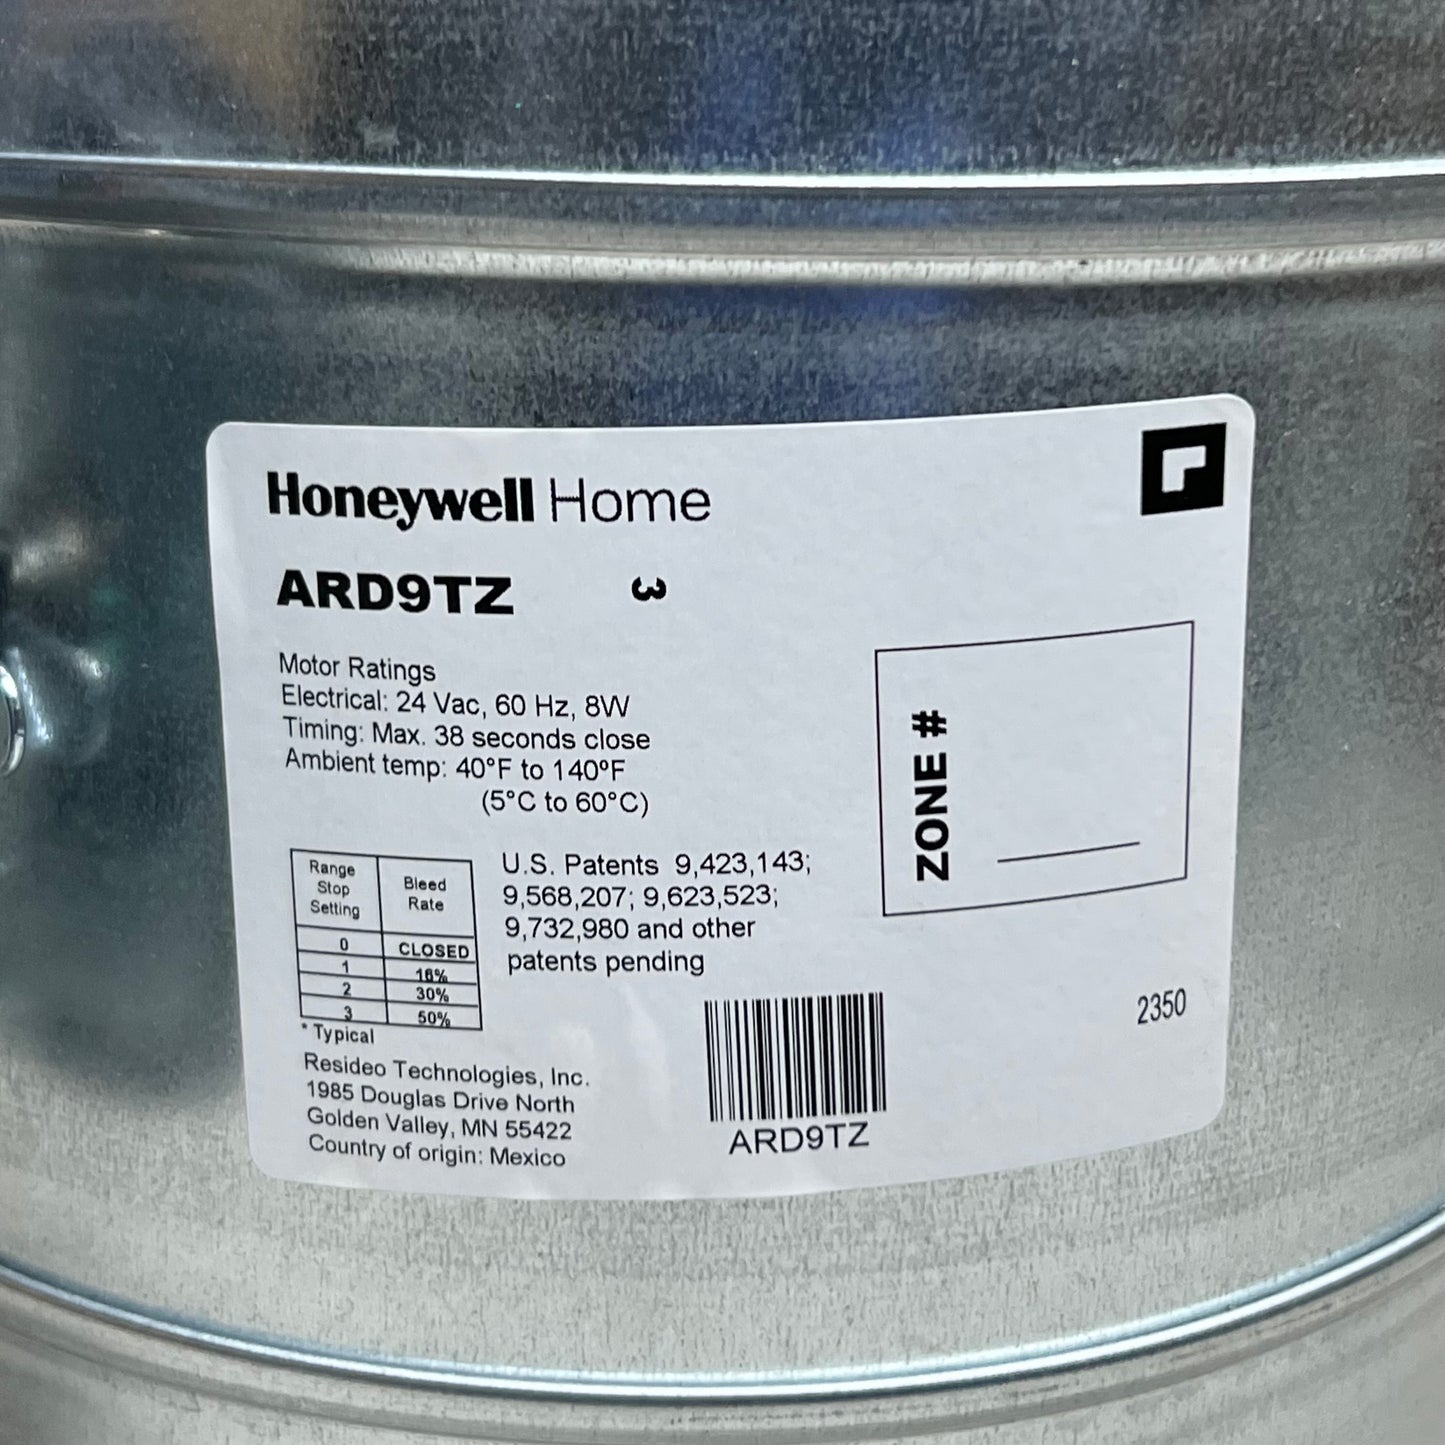 Honeywell Home
ARD9TZ 3
Motor Ratings
Electrical: 24 Vac, 60 Hz, 8W
Timing: Max. 38 seconds close
Ambient temp: 40°F to 140°F
(5°C to 60°C)
ZONE #
Range Stop Setting Bleed Rate
0 CLOSED
1 16%
2 30%
3 50%
* Typical
U.S. Patents 9,423,143;
9,568,207; 9,623,523;
9,732,980 and other
patents pending
2350
Resideo Technologies, Inc.
1985 Douglas Drive North
Golden Valley, MN 55422
Country of origin: Mexico
ARD9TZ